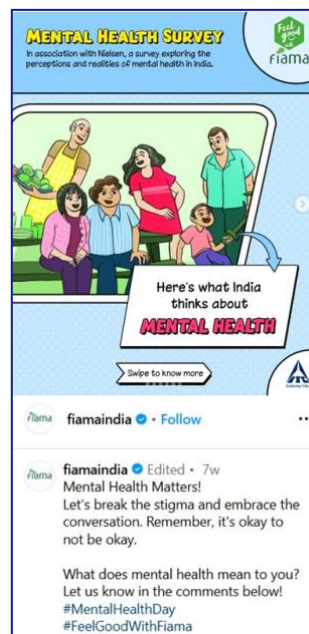 MENTAL HEALTH SURVEY
In association with Nielsen, a survey exploring the
perceptions and realities of mental health in India.
Feel
good
with
fiama
Here's what India
thinks about
MENTAL HEALTH
Swipe to know more
fiamaindia • Follow
fiama
fiamaindia Edited • 7w
fiama
Mental Health Matters!
Let's break the stigma and embrace the
conversation. Remember, it's okay to
not be okay.
What does mental health mean to you?
Let us know in the comments below!
#MentalHealthDay
#FeelGoodWithFiama